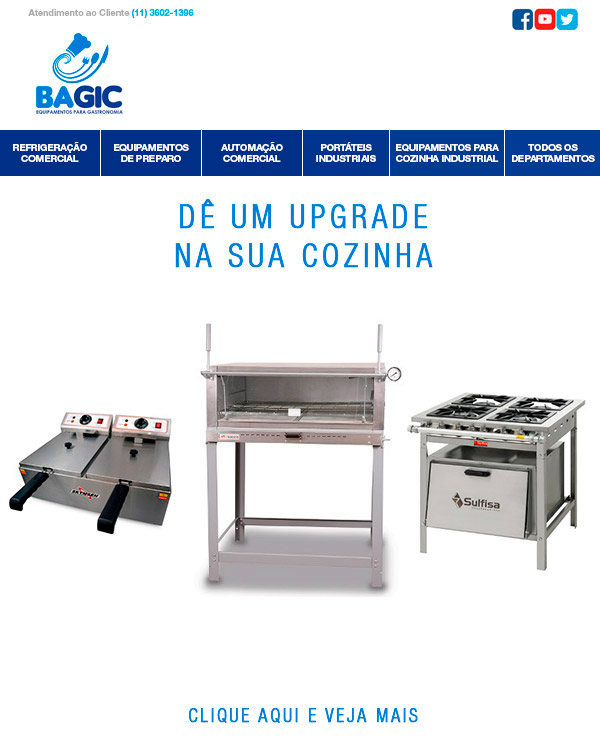 Atendimento ao Cliente (11) 3602-1396
BAGIC
EQUIPAMENTOS PARA GASTRONOMIA
REFRIGERAÇÃO
COMERCIAL
EQUIPAMENTOS
DE PREPARO
AUTOMAÇÃO
COMERCIAL
PORTÁTEIS
INDUSTRIAIS
EQUIPAMENTOS PARA
COZINHA INDUSTRIAL
TODOS OS
DEPARTAMENTOS
DÊ UM UPGRADE
NA SUA COZINHA
Sulfisa
CLIQUE AQUI E VEJA MAIS